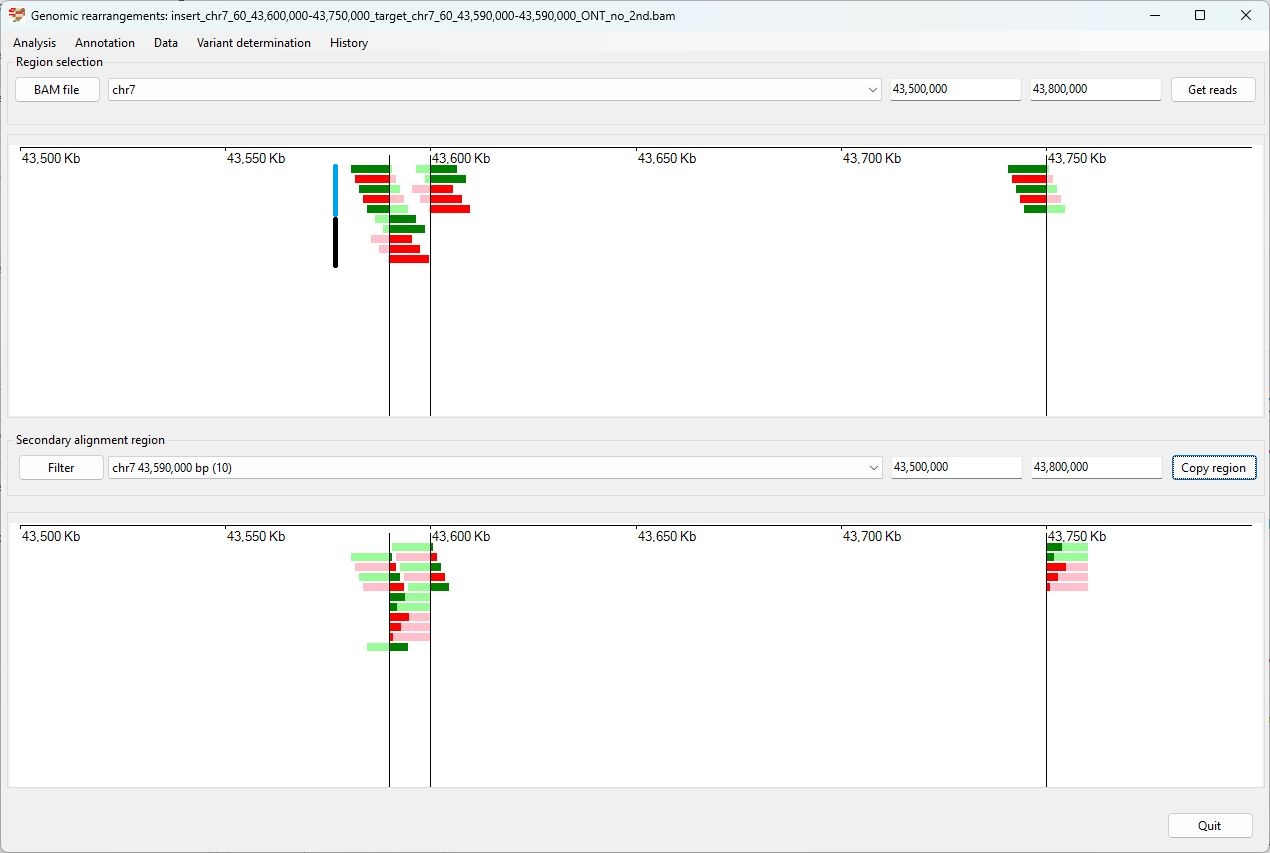 Genomic rearrangements: insert_chr7_60_43,600,000-43,750,000_target_chr7_60_43,590,000-43,590,000_ONT_no_2nd.bam
Analysis Annotation Data Variant determination History
Region selection
BAM file chr7 43,500,000 43,800,000 Get reads
43,500 Kb 43,550 Kb 43,600 Kb 43,650 Kb 43,700 Kb 43,750 Kb
Secondary alignment region
Filter chr7 43,590,000 bp (10) 43,500,000 43,800,000 Copy region
43,500 Kb 43,550 Kb 43,600 Kb 43,650 Kb 43,700 Kb 43,750 Kb
Quit